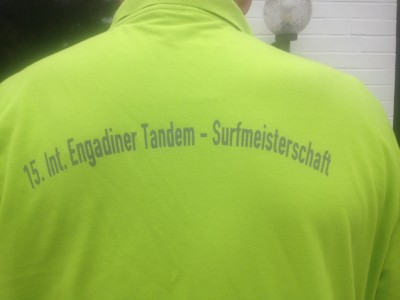 15. Int. Engadiner Tandem - Surfmeisterschaft